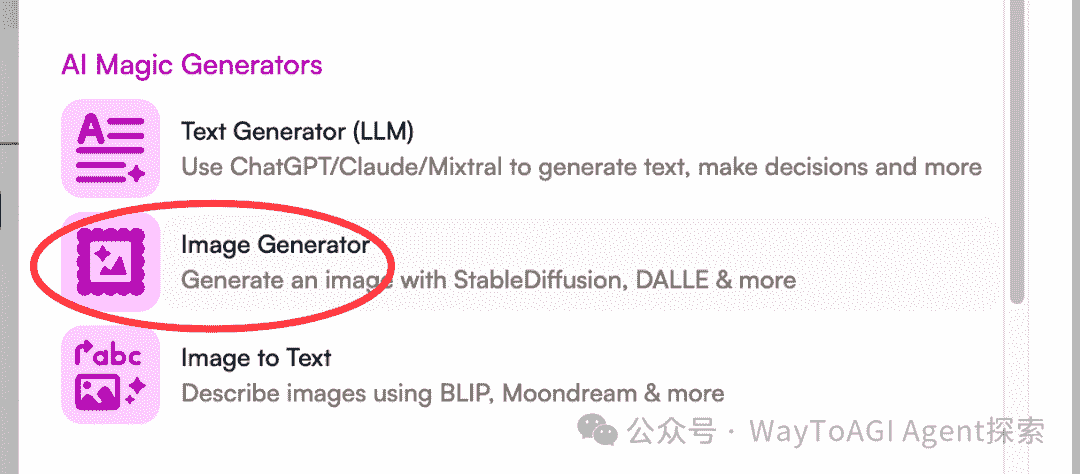 AI Magic Generators
Text Generator (LLM)
Use ChatGPT/Claude/Mixtral to generate text, make decisions and more
Image Generator
Generate an image with StableDiffusion, DALLE & more
abc
Image to Text
Describe images using BLIP, Moondream & more
公众号 · WayToAGI Agent探索